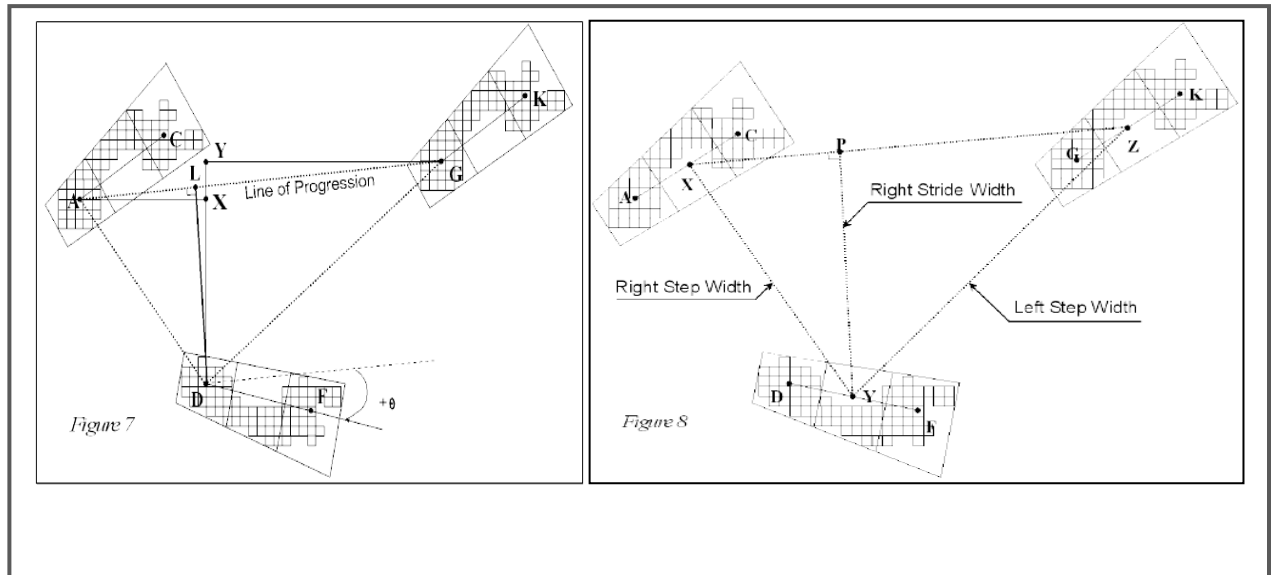 K
C
Y
L
G
Line of Progression
A
X
D
F
+θ
Figure 7
K
C
P
Z
G
X
Right Stride Width
A
Right Step Width
Left Step Width
D
Y
F
Figure 8